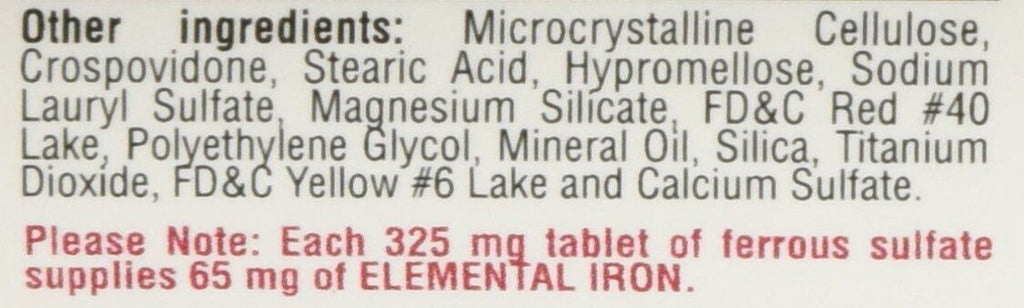 Other ingredients: Microcrystalline Cellulose,
Crospovidone, Stearic Acid, Hypromellose, Sodium
Lauryl Sulfate, Magnesium Silicate, FD&C Red #40
Lake, Polyethylene Glycol, Mineral Oil, Silica, Titanium
Dioxide, FD&C Yellow #6 Lake and Calcium Sulfate.
Please Note: Each 325 mg tablet of ferrous sulfate
supplies 65 mg of ELEMENTAL IRON.